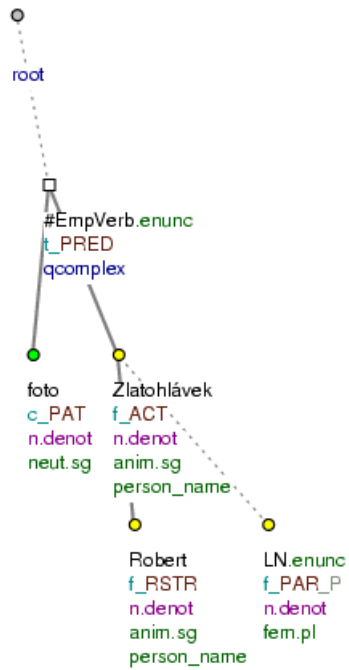 root
#EmpVerb.enunc
t_PRED
qcomplex
foto
c_PAT
n.denot
neut.sg
Zlatohlávek
f_ACT
n.denot
anim.sg
person_name
Robert
f_RSTR
n.denot
anim.sg
person_name
LN.enunc
f_PAR_P
n.denot
fem.pl